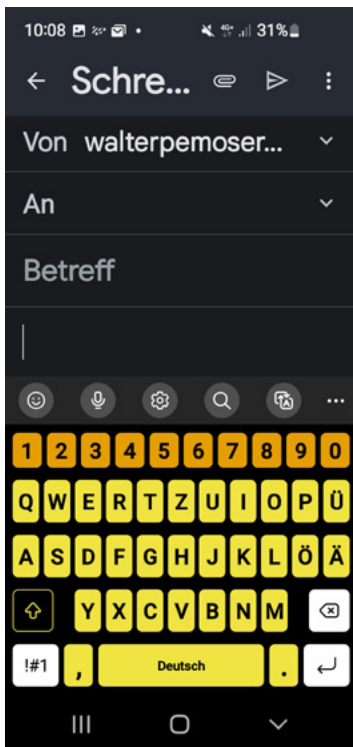 10:08 4G+ 31%
Schre...
Von walterpemoser...
An
Betreff
1 2 3 4 5 6 7 8 9 0
Q W E R T Z U I O P Ü
A S D F G H J K L Ö Ä
Y X C V B N M
!#1 , Deutsch .